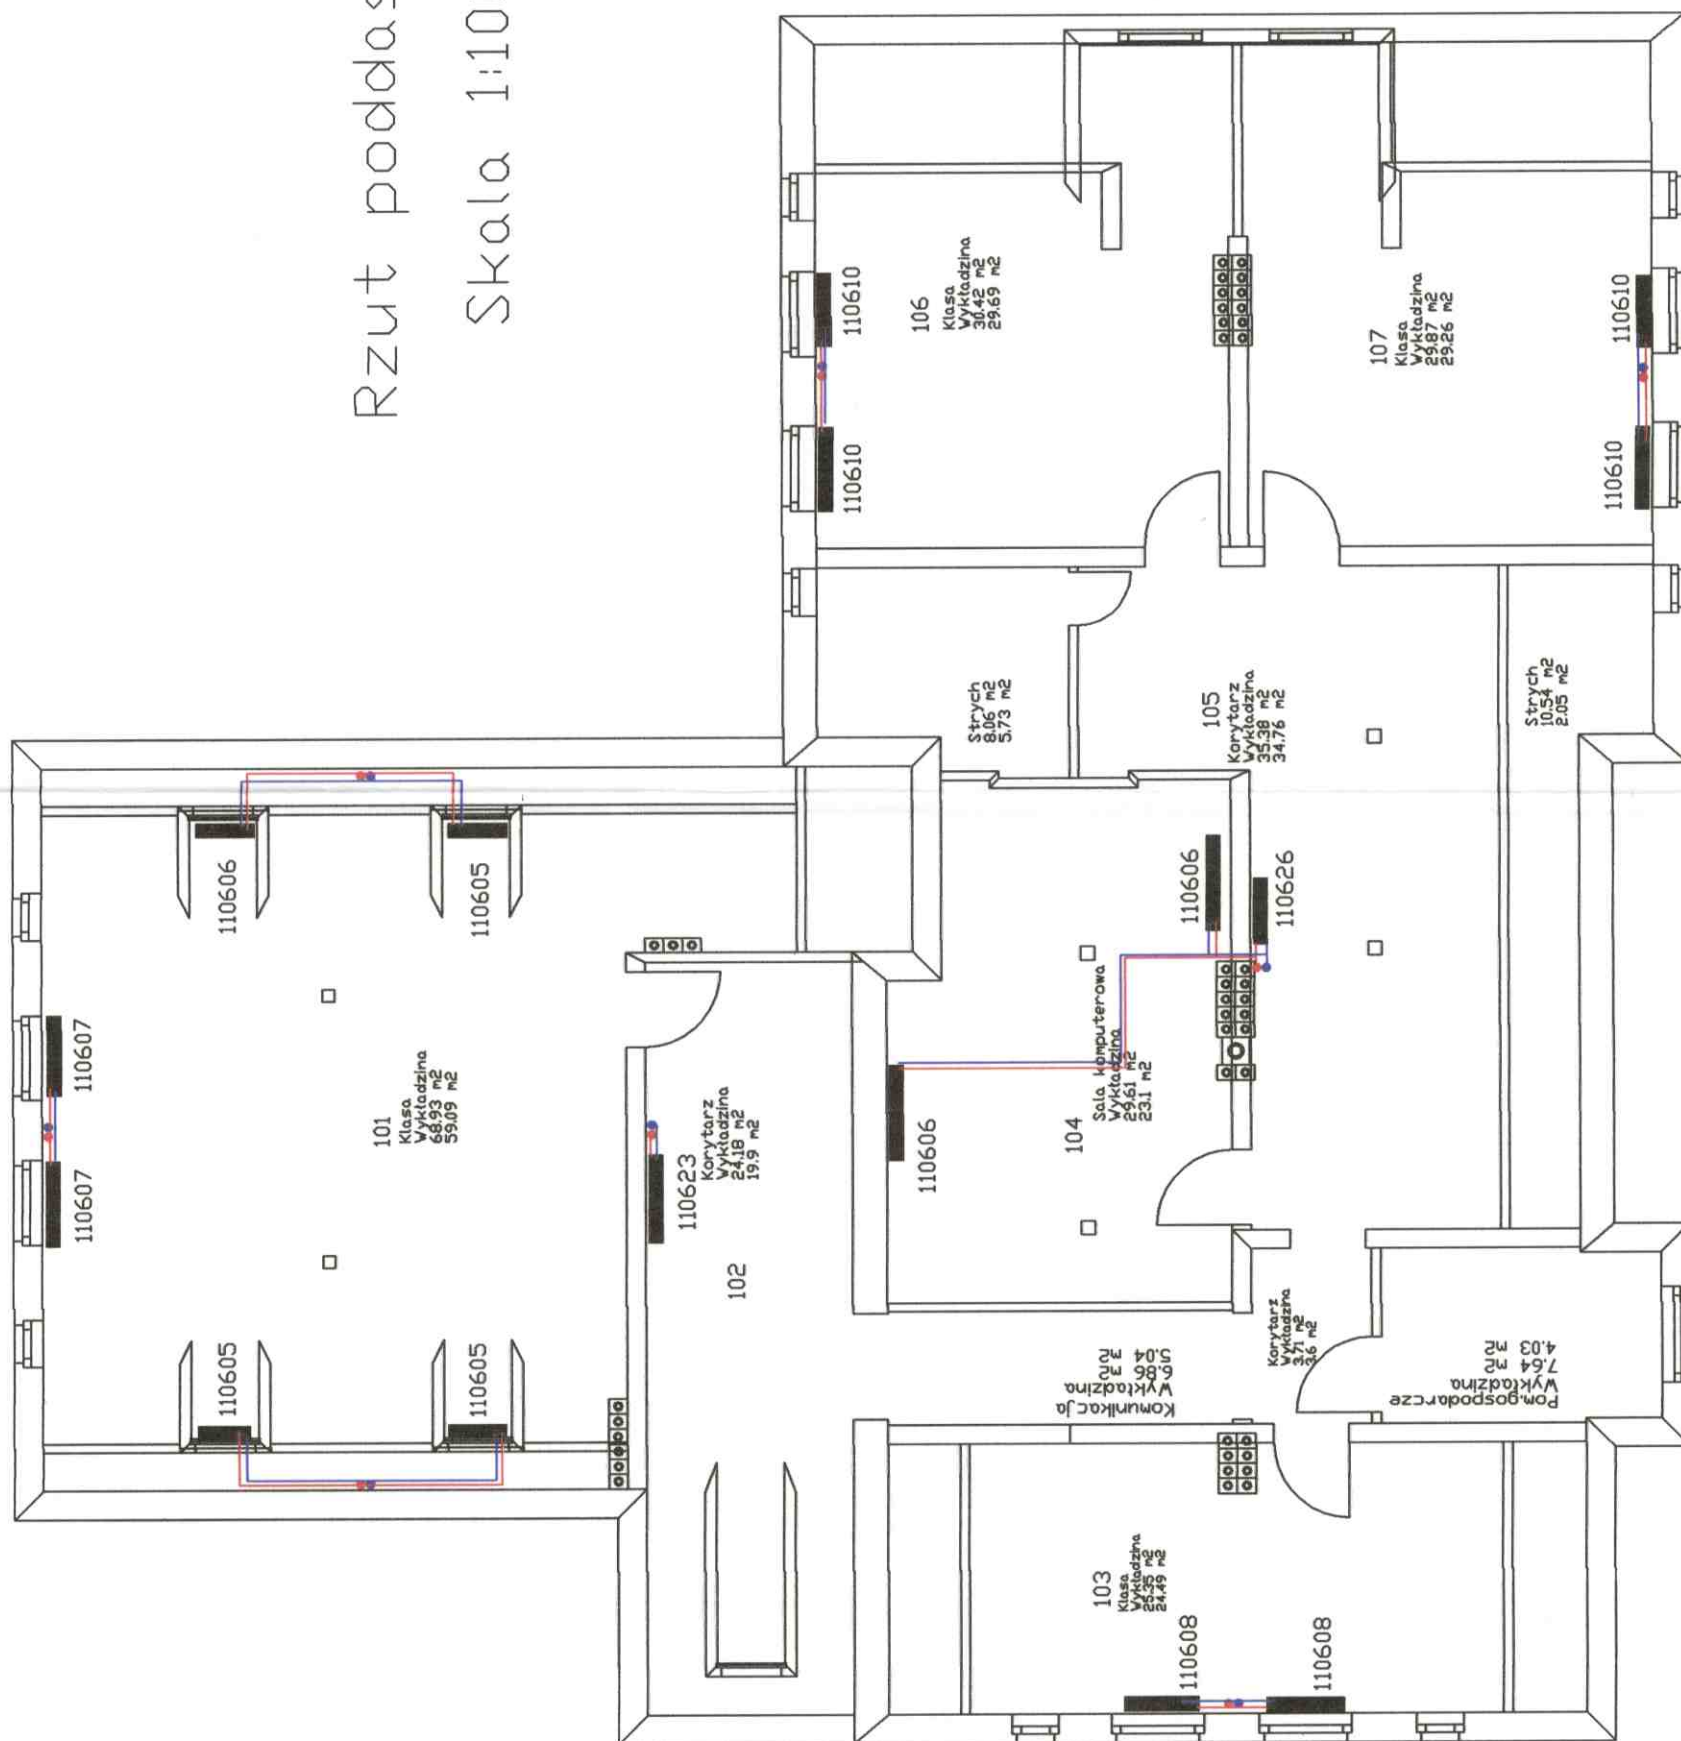 Rzut poddas
Skala 1:10
110607
110607
101
Klasa
Wykładzina
68.93 m2
59.09 m2
110606
110605
110605
110605
110623
Korytarz
Wykładzina
24.18 m2
19.9 m2
102
110610
110610
106
Klasa
Wykładzina
30.42 m2
29.69 m2
107
Klasa
Wykładzina
29.87 m2
29.26 m2
110610
110610
Strych
8.06 m2
5.73 m2
105
Korytarz
Wykładzina
35.38 m2
34.76 m2
Strych
10.54 m2
2.05 m2
110606
110626
110606
104
Sala komputerowa
Wykładzina
29.61 m2
23.1 m2
Komunikacja
Wykładzina
6.86 m2
5.04 m2
Korytarz
Wykładzina
3.71 m2
3.6 m2
Pom.gospodarcze
Wykładzina
7.64 m2
4.03 m2
103
Klasa
Wykładzina
25.35 m2
24.49 m2
110608
110608